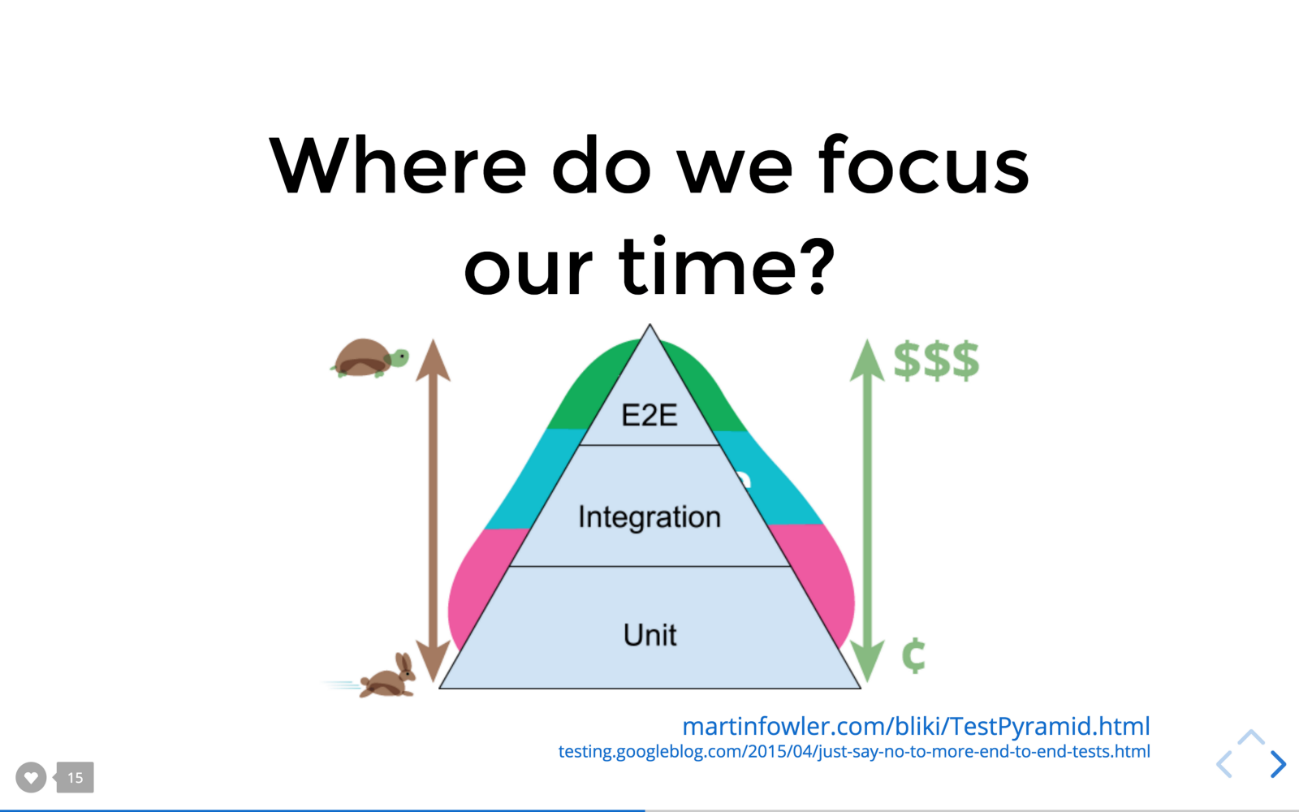 Where do we focus
our time?
$$$
E2E
Integration
Unit
¢
martinfowler.com/bliki/TestPyramid.html
testing.googleblog.com/2015/04/just-say-no-to-more-end-to-end-tests.html
15